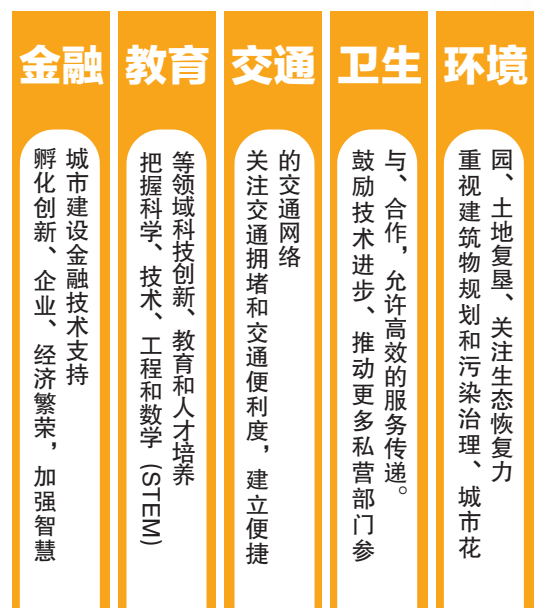 金融
孵化创新、企业、经济繁荣，加强智慧
城市建设金融技术支持
教育
把握科学、技术、工程和数学 (STEM)
等领域科技创新、教育和人才培养
交通
关注交通拥堵和交通便利度，建立便捷
的交通网络
卫生
鼓励技术进步、推动更多私营部门参
与、合作，允许高效的服务传递。
环境
重视建筑物规划和污染治理、城市花
园、土地复垦、关注生态恢复力